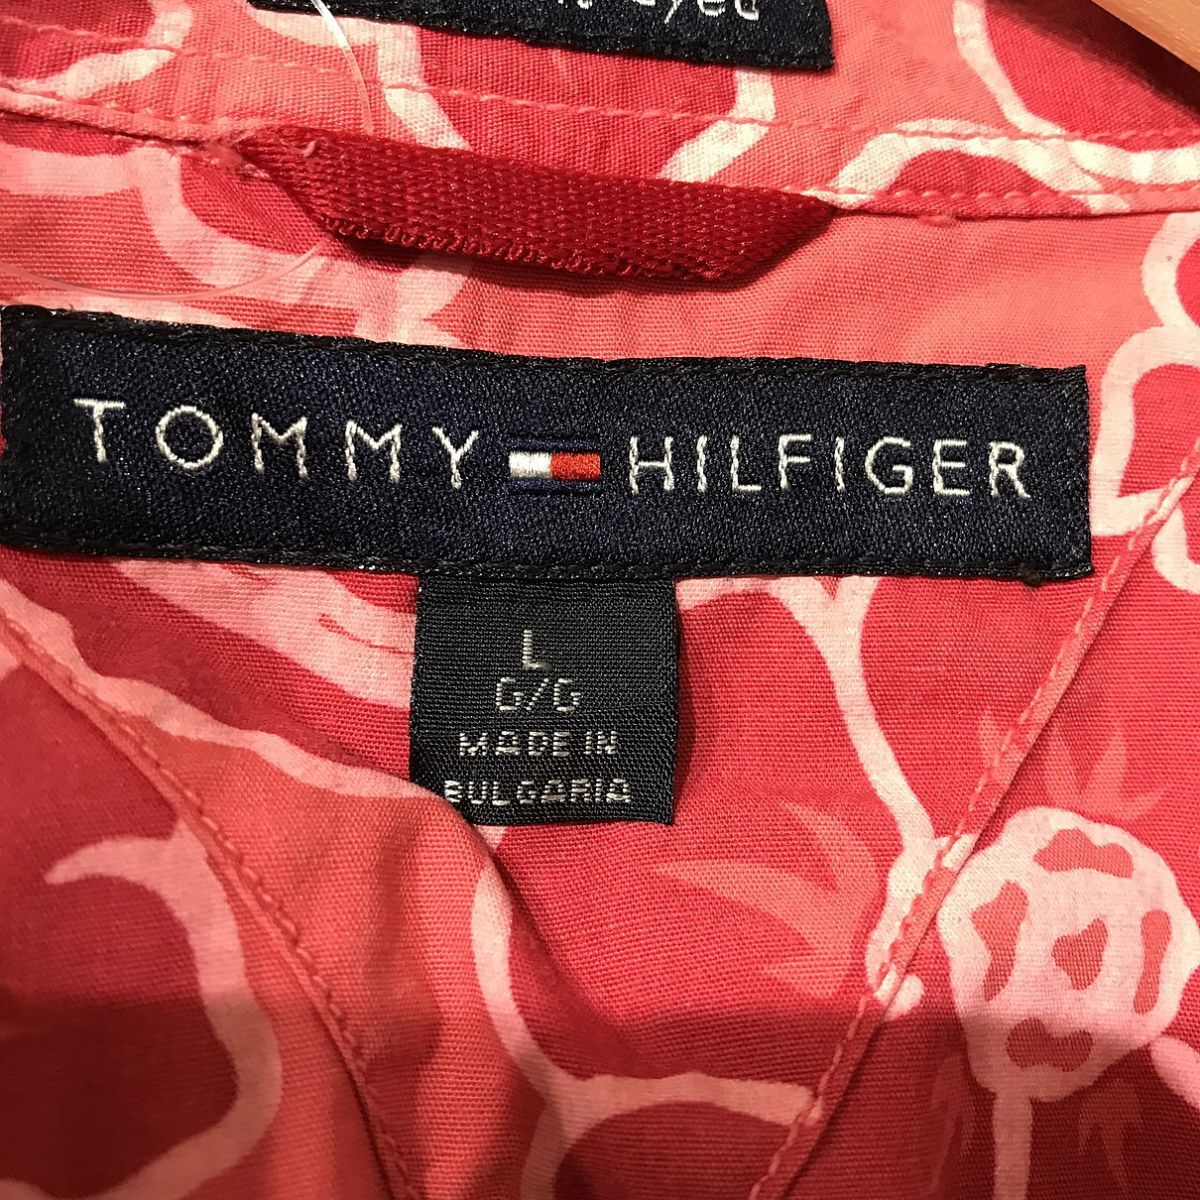 TOMMY HILFIGER
L
G/G
MADE IN
BULGARIA